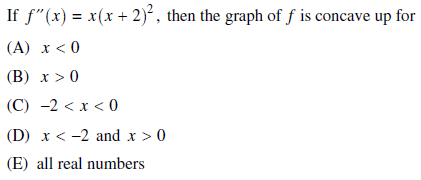 If f″(x) = x(x + 2)², then the graph of f is concave up for
(A) x < 0
(B) x > 0
(C) −2 < x < 0
(D) x < −2 and x > 0
(E) all real numbers